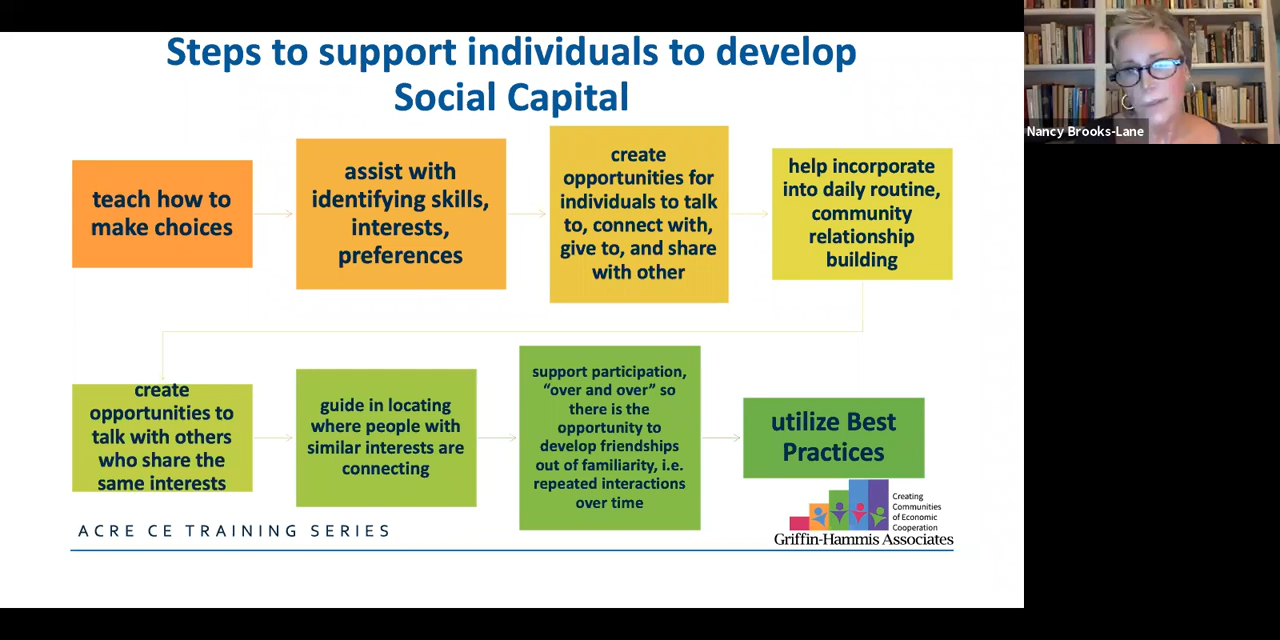 Steps to support individuals to develop
Social Capital
teach how to
make choices
assist with
identifying skills,
interests,
preferences
create
opportunities for
individuals to talk
to, connect with,
give to, and share
with other
help incorporate
into daily routine,
community
relationship
building
create
opportunities to
talk with others
who share the
same interests
guide in locating
where people with
similar interests are
connecting
support participation,
“over and over” so
there is the
opportunity to
develop friendships
out of familiarity, i.e.
repeated interactions
over time
utilize Best
Practices
ACRE CE TRAINING SERIES
Creating
Communities
of Economic
Cooperation
Griffin-Hammis Associates
Nancy Brooks-Lane